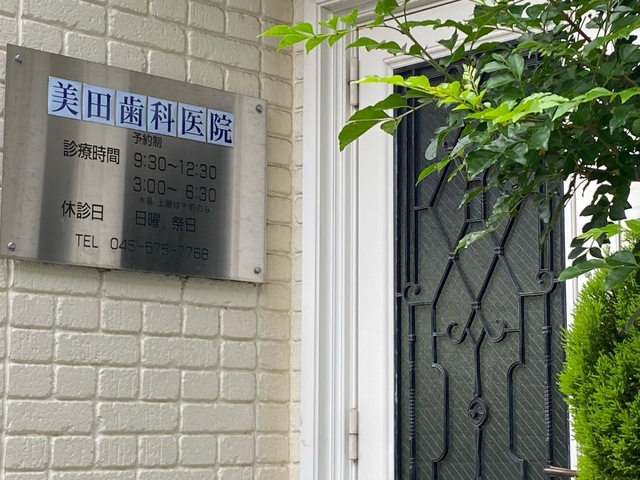 美田歯科医院
予約制
診療時間 9:30〜12:30
3:00〜 6:30
水曜 土曜は午前のみ
休診日 日曜、祭日
TEL 045-575-7768